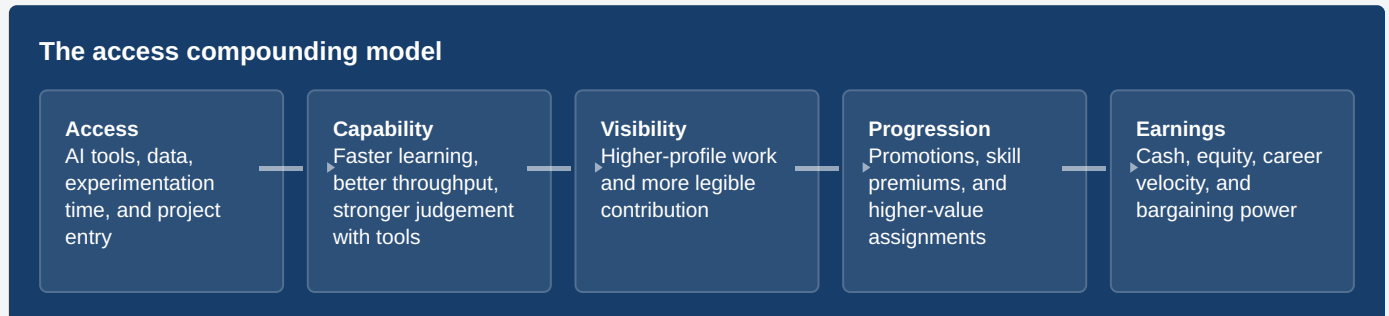 The access compounding model
Access
AI tools, data,
experimentation
time, and project
entry
Capability
Faster learning,
better throughput,
stronger judgement
with tools
Visibility
Higher-profile work
and more legible
contribution
Progression
Promotions, skill
premiums, and
higher-value
assignments
Earnings
Cash, equity, career
velocity, and
bargaining power